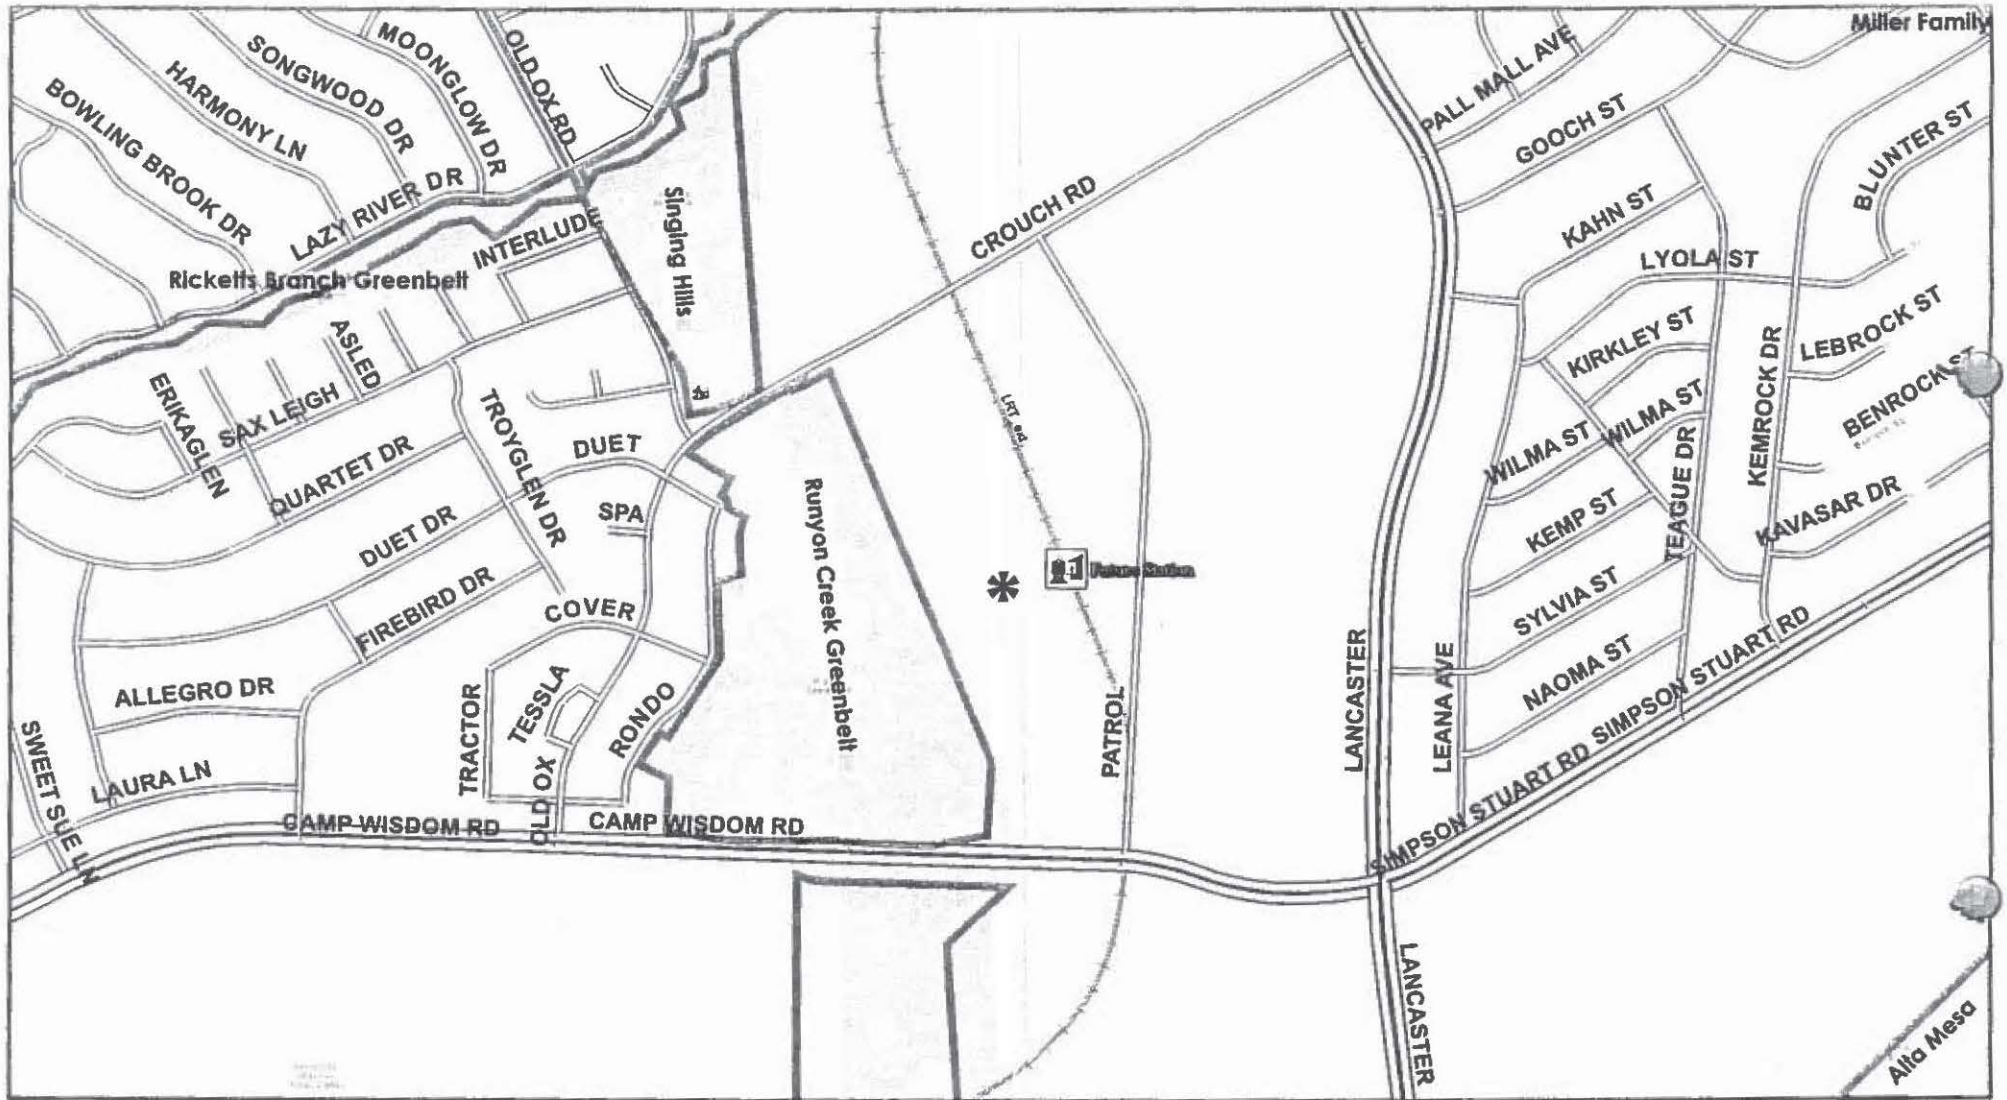 Miller Family
MOONGLOW DR
OLD OX RD
SONGWOOD DR
HARMONY LN
BOWLING BROOK DR
PALL MALL AVE
GOOCH ST
BLUNTER ST
LAZY RIVER DR
Singing Hills
CROUCH RD
KAHN ST
INTERLUDE
LYOLA ST
Ricketts Branch Greenbelt
ASLED
ERIKAGLEN
SAX LEIGH
TROYGLEN DR
KIRKLEY ST
LEBROCK ST
KEMROCK DR
BENROCK ST
WILMA ST
WILMA ST
QUARTET DR
DUET
LRT_ext
Runyon Creek Greenbelt
SPA
DUET DR
KEMP ST
TEAGUE DR
KAVASAR DR
FIREBIRD DR
COVER
*
Future Station
SYLVIA ST
NAOMA ST
ALLEGRO DR
TRACTOR
TESSLA
RONDO
PATROL
LANCASTER
LEANA AVE
SIMPSON STUART RD
SIMPSON STUART RD
SWEET SUE LN
LAURA LN
CAMP WISDOM RD
OLD OX
CAMP WISDOM RD
LANCASTER
Alta Mesa